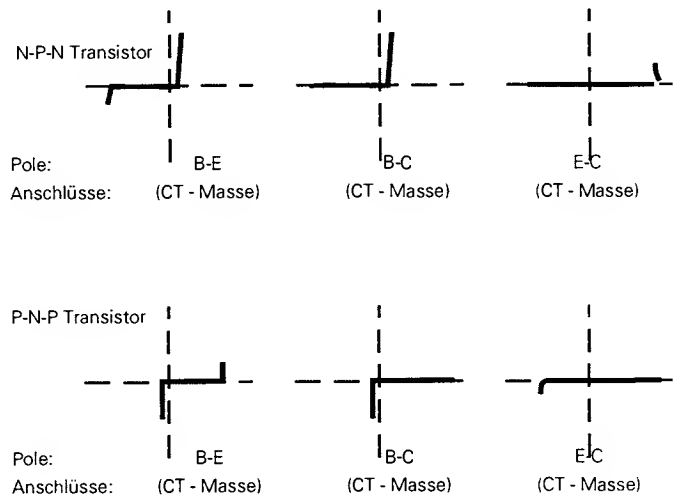 N-P-N Transistor
Pole: B-E B-C E-C
Anschlüsse: (CT - Masse) (CT - Masse) (CT - Masse)
P-N-P Transistor
Pole: B-E B-C E-C
Anschlüsse: (CT - Masse) (CT - Masse) (CT - Masse)